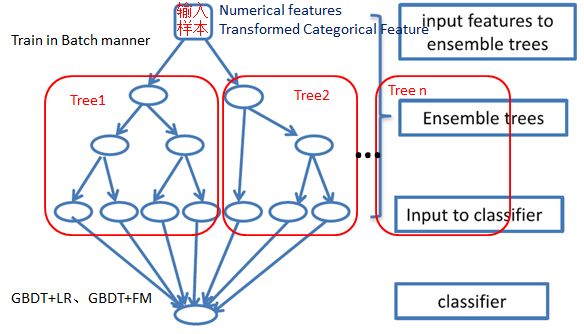 输入
样本
Numerical features
Transformed Categorical Feature
Train in Batch manner
input features to
ensemble trees
Tree1
Tree2
Tree n
Ensemble trees
...
Input to classifier
GBDT+LR、GBDT+FM
classifier